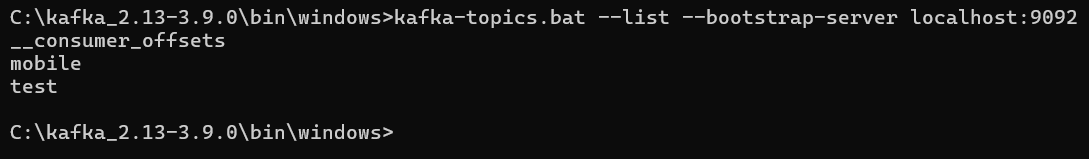 C:\kafka_2.13-3.9.0\bin\windows>kafka-topics.bat --list --bootstrap-server localhost:9092
__consumer_offsets
mobile
test
C:\kafka_2.13-3.9.0\bin\windows>